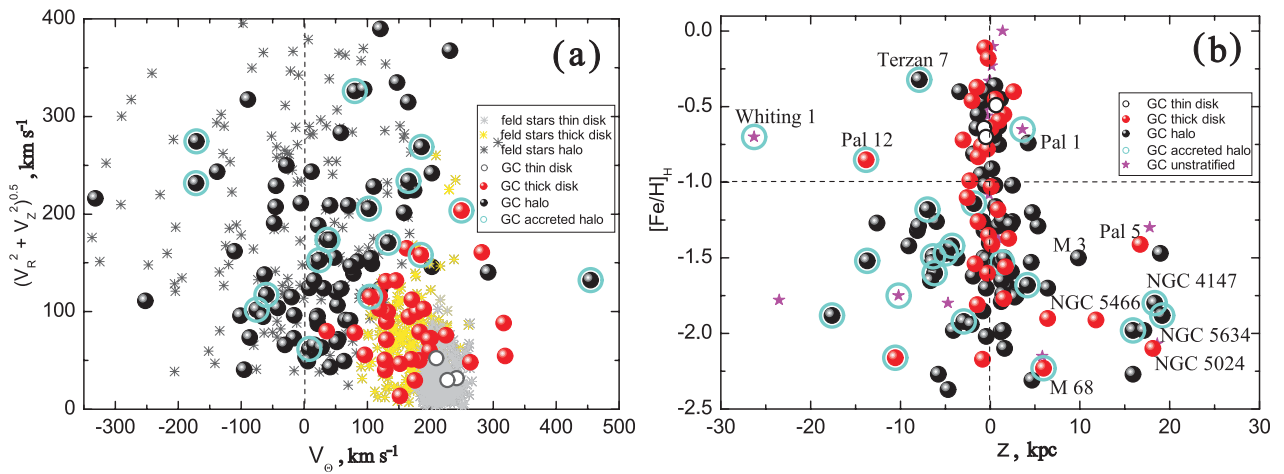 (a)
feld stars thin disk
feld stars thick disk
feld stars halo
GC thin disk
GC thick disk
GC halo
GC accreted halo
400
300
200
100
0
(V_R^2 + V_Z^2)^0.5, km s^-1
-300 -200 -100 0 100 200 300 400 500
V_Θ , km s^-1
(b)
GC thin disk
GC thick disk
GC halo
GC accreted halo
GC unstratified
Terzan 7
Whiting 1
Pal 12
Pal 1
Pal 5
M 3
NGC 4147
NGC 5466
NGC 5634
NGC 5024
M 68
0.0
-0.5
-1.0
-1.5
-2.0
-2.5
[Fe/H]_H
-30 -20 -10 0 10 20 30
Z, kpc